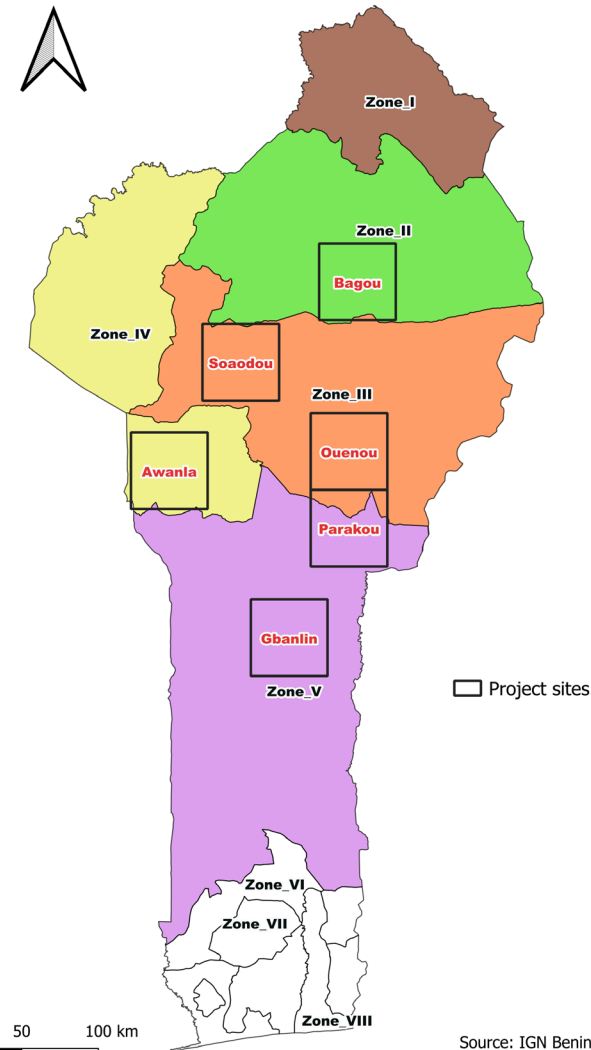 Zone_I
Zone_II
Bagou
Zone_IV
Soaodou
Zone_III
Ouenou
Awanla
Parakou
Gbanlin
Zone_V
Project sites
Zone_VI
Zone_VII
Zone_VIII
50 100 km
Source: IGN Benin